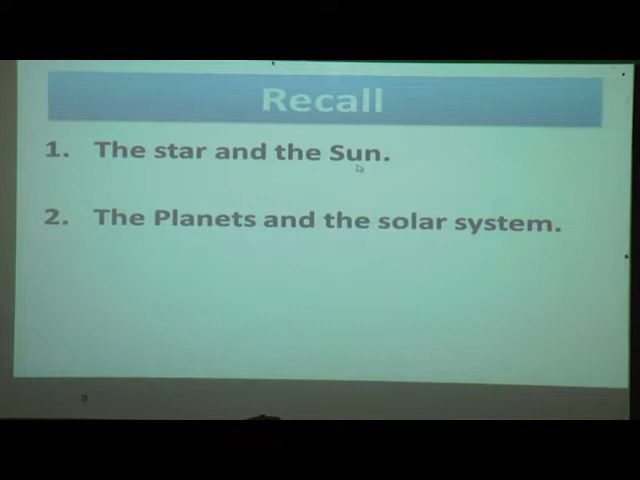 Recall
1. The star and the Sun.
2. The Planets and the solar system.